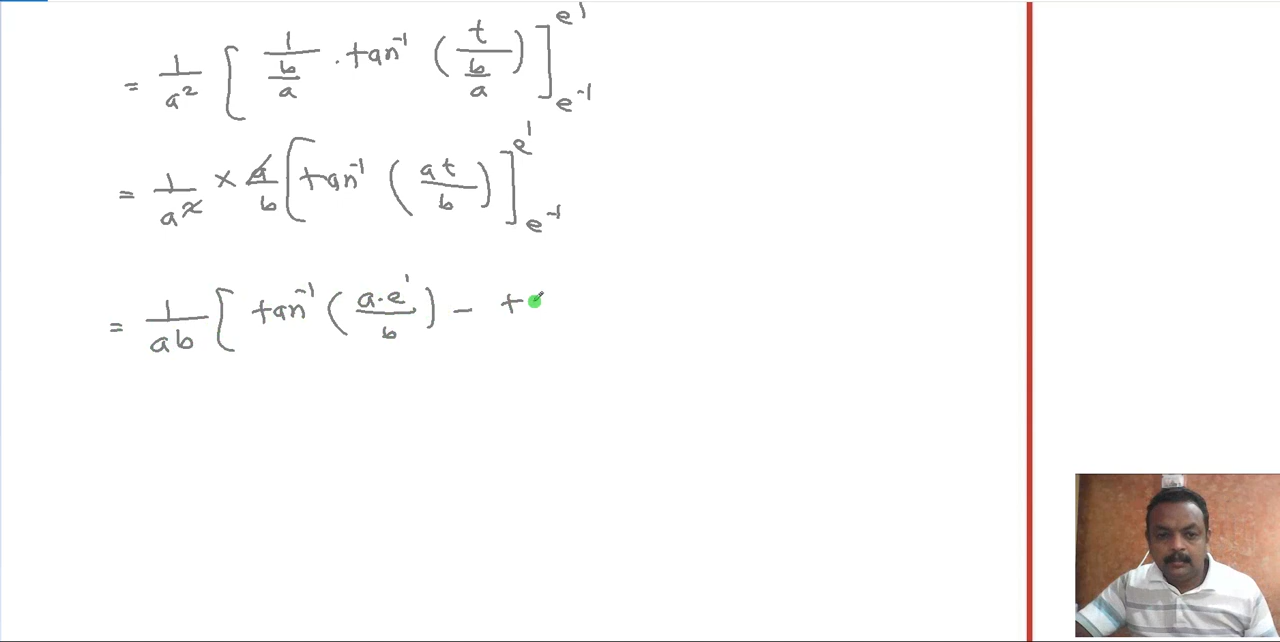 = 1/a² [ 1/(b/a) . tan⁻¹ ( t/(b/a) ) ]_{e⁻¹}^{e¹}
= 1/a² × a/b [ tan⁻¹ ( at/b ) ]_{e⁻¹}^{e¹}
= 1/ab [ tan⁻¹ ( a·e¹/b ) - t